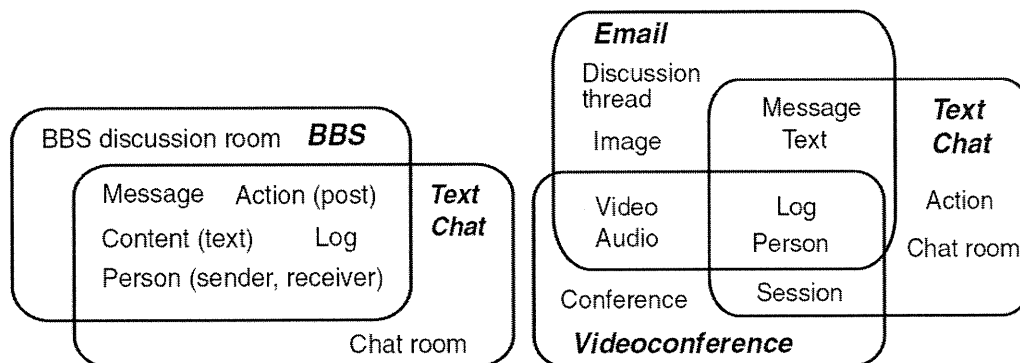 BBS discussion room BBS
Message Action (post)
Content (text) Log
Person (sender, receiver)
Text
Chat
Chat room
Email
Discussion
thread
Image
Message
Text
Text
Chat
Video
Audio
Log
Person
Action
Chat room
Conference
Session
Videoconference